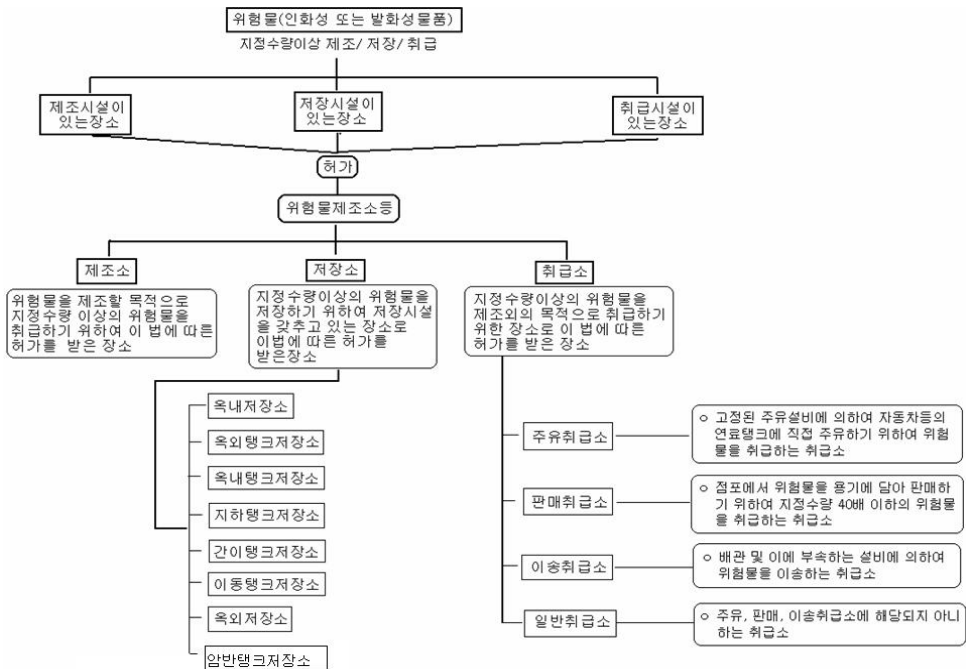 위험물(인화성 또는 발화성물품)
지정수량이상 제조/ 저장/ 취급
제조시설이
있는장소
저장시설이
있는장소
취급시설이
있는장소
허가
위험물제조소등
제조소
위험물을 제조할 목적으로
지정수량 이상의 위험물을
취급하기 위하여 이 법에 따른
허가를 받은 장소
저장소
지정수량이상의 위험물을
저장하기 위하여 저장시설
을 갖추고 있는 장소로
이법에 따른 허가를
받은장소
취급소
지정수량이상의 위험물을
제조외의 목적으로 취급하기
위한 장소로 이 법에 따른
허가를 받은 장소
옥내저장소
옥외탱크저장소
옥내탱크저장소
지하탱크저장소
간이탱크저장소
이동탱크저장소
옥외저장소
암반탱크저장소
주유취급소
○ 고정된 주유설비에 의하여 자동차등의
연료탱크에 직접 주유하기 위하여 위험
물을 취급하는 취급소
판매취급소
○ 점포에서 위험물을 용기에 담아 판매하
기 위하여 지정수량 40배 이하의 위험물
을 취급하는 취급소
이송취급소
○ 배관 및 이에 부속하는 설비에 의하여
위험물을 이송하는 취급소
일반취급소
○ 주유, 판매, 이송취급소에 해당되지 아니
하는 취급소